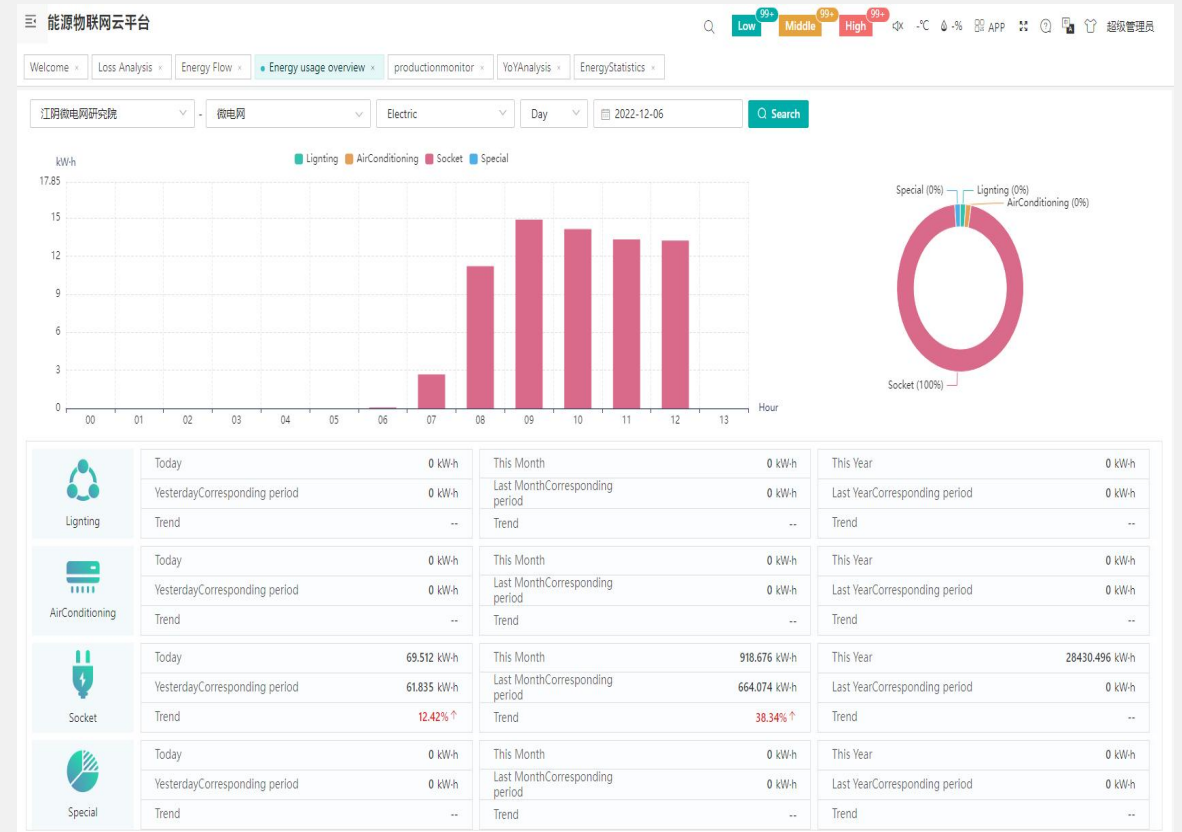 能源物联网云平台
Low 99+ Middle 99+ High 99+ -℃ -% APP 超级管理员
Welcome × Loss Analysis × Energy Flow × Energy usage overview × productionmonitor × YoYAnalysis × EnergyStatistics ×
江阴微电网研究院 - 微电网 Electric Day 2022-12-06 Search
kW·h
Lignting AirConditioning Socket Special
17.85
15
12
9
6
3
0
00 01 02 03 04 05 06 07 08 09 10 11 12 13
Hour
Special (0%) Lignting (0%)
AirConditioning (0%)
Socket (100%)
Lignting
Today 0 kW·h This Month 0 kW·h This Year 0 kW·h
YesterdayCorresponding period 0 kW·h Last MonthCorresponding period 0 kW·h Last YearCorresponding period 0 kW·h
Trend -- Trend -- Trend --
AirConditioning
Today 0 kW·h This Month 0 kW·h This Year 0 kW·h
YesterdayCorresponding period 0 kW·h Last MonthCorresponding period 0 kW·h Last YearCorresponding period 0 kW·h
Trend -- Trend -- Trend --
Socket
Today 69.512 kW·h This Month 918.676 kW·h This Year 28430.496 kW·h
YesterdayCorresponding period 61.835 kW·h Last MonthCorresponding period 664.074 kW·h Last YearCorresponding period 0 kW·h
Trend 12.42% ↑ Trend 38.34% ↑ Trend --
Special
Today 0 kW·h This Month 0 kW·h This Year 0 kW·h
YesterdayCorresponding period 0 kW·h Last MonthCorresponding period 0 kW·h Last YearCorresponding period 0 kW·h
Trend -- Trend -- Trend --